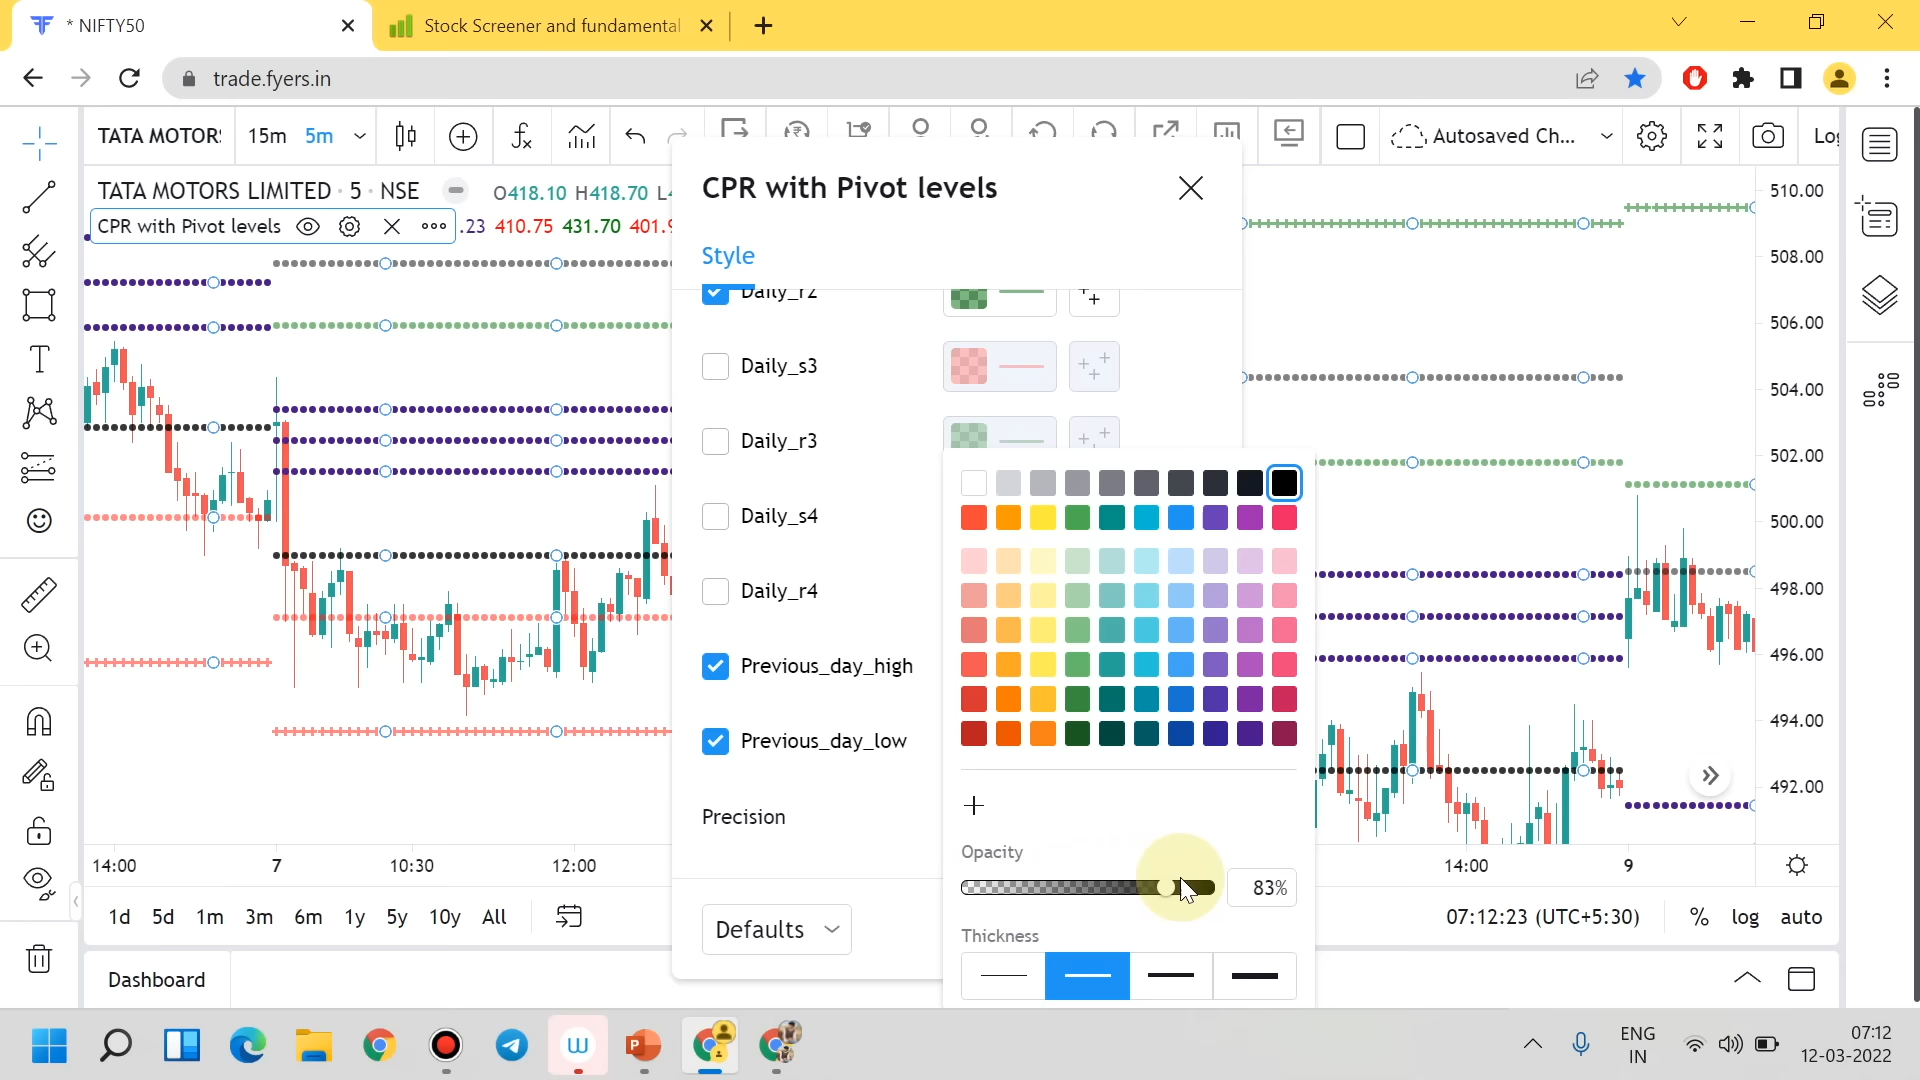 * NIFTY50
Stock Screener and fundamental
trade.fyers.in
TATA MOTOR
15m 5m
Autosaved Ch...
Log
TATA MOTORS LIMITED · 5 · NSE
O418.10 H418.70 L4
CPR with Pivot levels
.23 410.75 431.70 401.9
CPR with Pivot levels
Style
Daily_r2
Daily_s3
Daily_r3
Daily_s4
Daily_r4
Previous_day_high
Previous_day_low
Precision
Defaults
Opacity
83%
Thickness
510.00
508.00
506.00
504.00
502.00
500.00
498.00
496.00
494.00
492.00
14:00
7
10:30
12:00
14:00
9
1d 5d 1m 3m 6m 1y 5y 10y All
07:12:23 (UTC+5:30)
% log auto
Dashboard
ENG
IN
07:12
12-03-2022